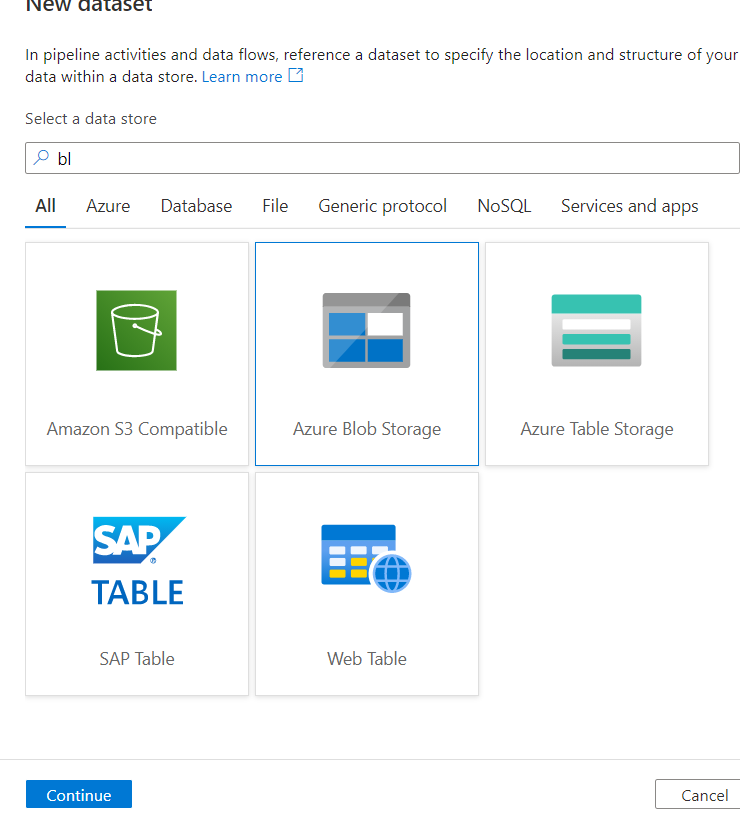 New dataset
In pipeline activities and data flows, reference a dataset to specify the location and structure of your
data within a data store. Learn more
Select a data store
bl
All Azure Database File Generic protocol NoSQL Services and apps
Amazon S3 Compatible Azure Blob Storage Azure Table Storage
SAP
TABLE
SAP Table Web Table
Continue Cancel